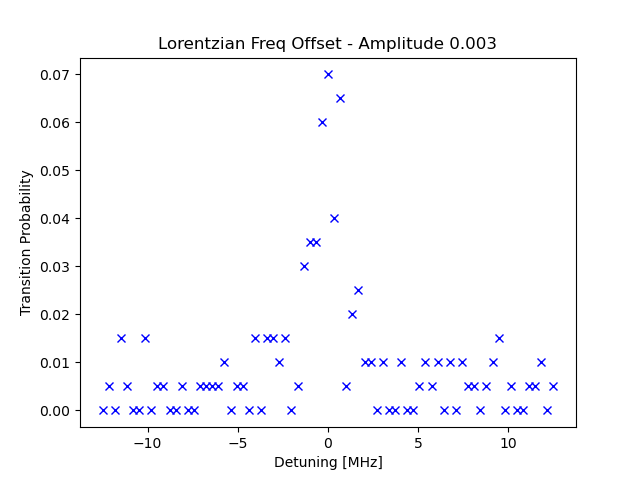 Lorentzian Freq Offset - Amplitude 0.003
0.07
0.06
0.05
0.04
0.03
0.02
0.01
0.00
Transition Probability
−10 −5 0 5 10
Detuning [MHz]